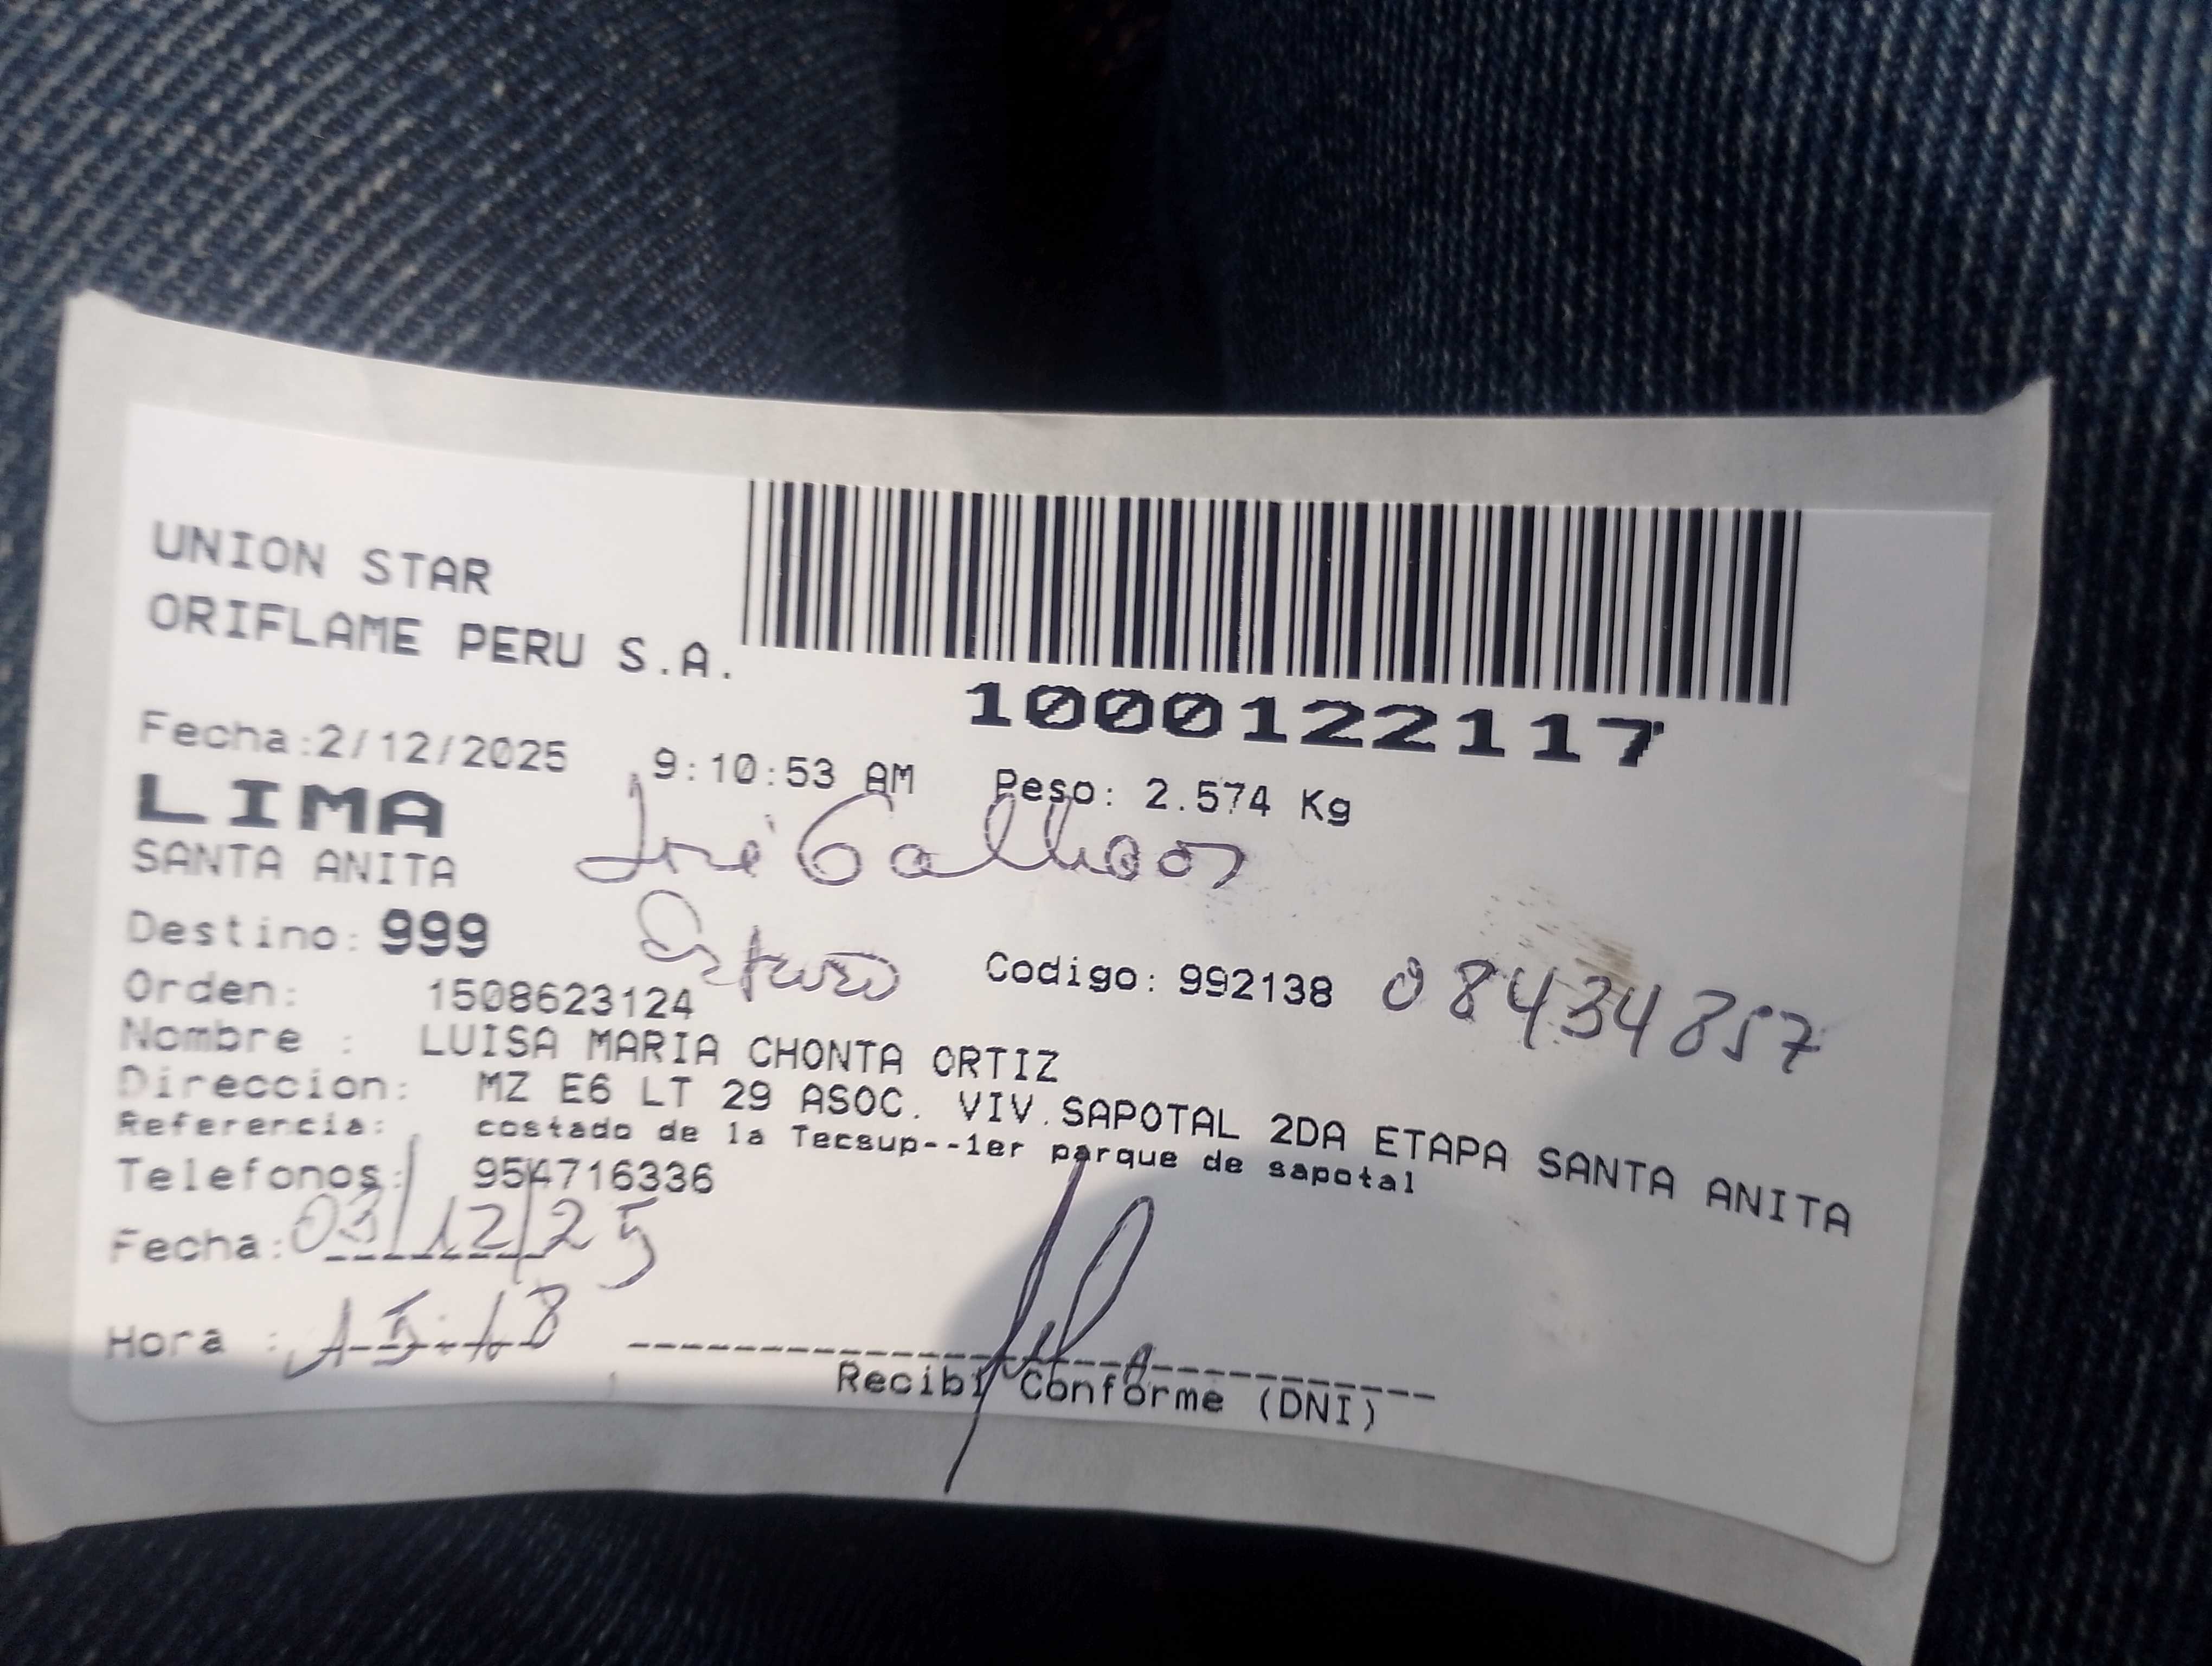 UNION STAR
ORIFLAME PERU S.A.
1000122117
Fecha:2/12/2025 9:10:53 AM Peso: 2.574 Kg
LIMA
SANTA ANITA José
Destino: 999
Arturo
Codigo: 992138 08434857
Orden: 1508623124
Nombre : LUISA MARIA CHONTA ORTIZ
Direccion: MZ E6 LT 29 ASOC. VIV.SAPOTAL 2DA ETAPA SANTA ANITA
Referencia: costado de la Tecsup--1er parque de sapotal
Telefonos: 954716336
Fecha: 03/12/25
Hora :
Recibi Conforme (DNI)